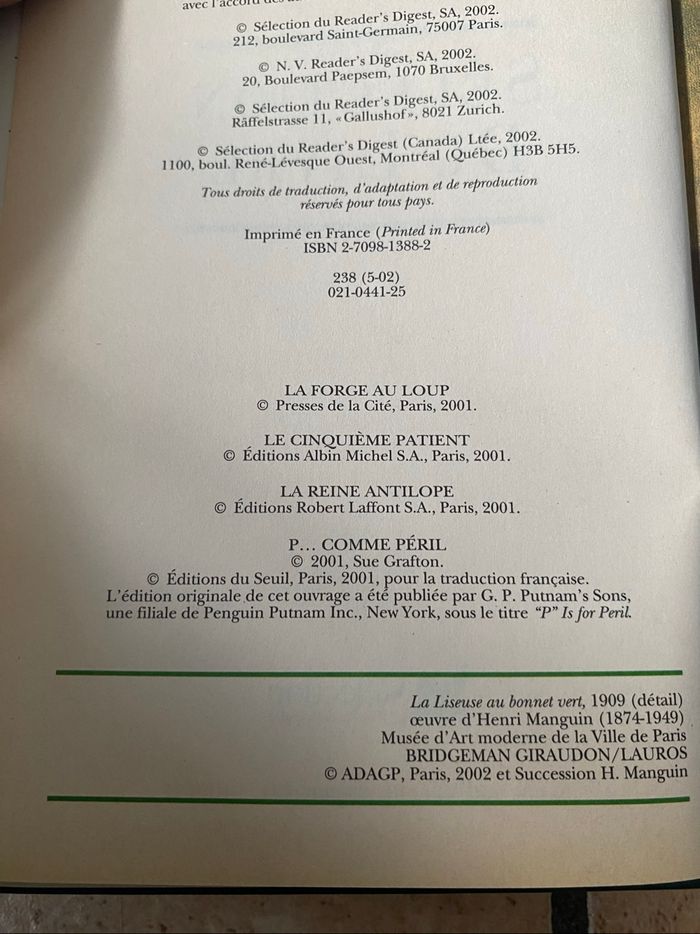 avec l'accord des
© Sélection du Reader's Digest, SA, 2002.
212, boulevard Saint-Germain, 75007 Paris.
© N. V. Reader's Digest, SA, 2002.
20, Boulevard Paepsem, 1070 Bruxelles.
© Sélection du Reader's Digest, SA, 2002.
Räffelstrasse 11, «Gallushof», 8021 Zurich.
© Sélection du Reader's Digest (Canada) Ltée, 2002.
1100, boul. René-Lévesque Ouest, Montréal (Québec) H3B 5H5.
Tous droits de traduction, d'adaptation et de reproduction
réservés pour tous pays.
Imprimé en France (Printed in France)
ISBN 2-7098-1388-2
238 (5-02)
021-0441-25
LA FORGE AU LOUP
© Presses de la Cité, Paris, 2001.
LE CINQUIÈME PATIENT
© Éditions Albin Michel S.A., Paris, 2001.
LA REINE ANTILOPE
© Éditions Robert Laffont S.A., Paris, 2001.
P... COMME PÉRIL
© 2001, Sue Grafton.
© Éditions du Seuil, Paris, 2001, pour la traduction française.
L'édition originale de cet ouvrage a été publiée par G. P. Putnam's Sons,
une filiale de Penguin Putnam Inc., New York, sous le titre "P" Is for Peril.
La Liseuse au bonnet vert, 1909 (détail)
œuvre d'Henri Manguin (1874-1949)
Musée d'Art moderne de la Ville de Paris
BRIDGEMAN GIRAUDON/LAUROS
© ADAGP, Paris, 2002 et Succession H. Manguin